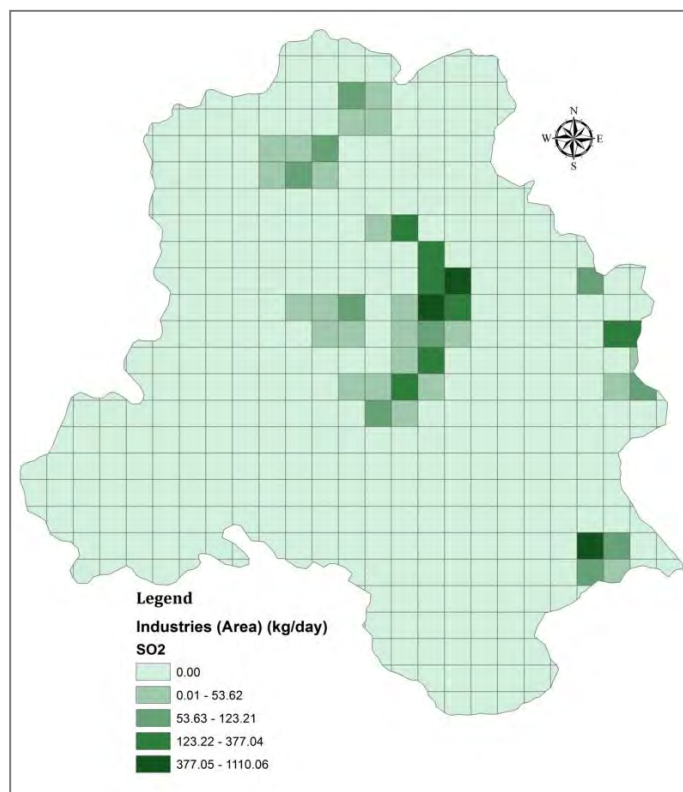 N
W E
S
Legend
Industries (Area) (kg/day)
SO2
0.00
0.01 - 53.62
53.63 - 123.21
123.22 - 377.04
377.05 - 1110.06